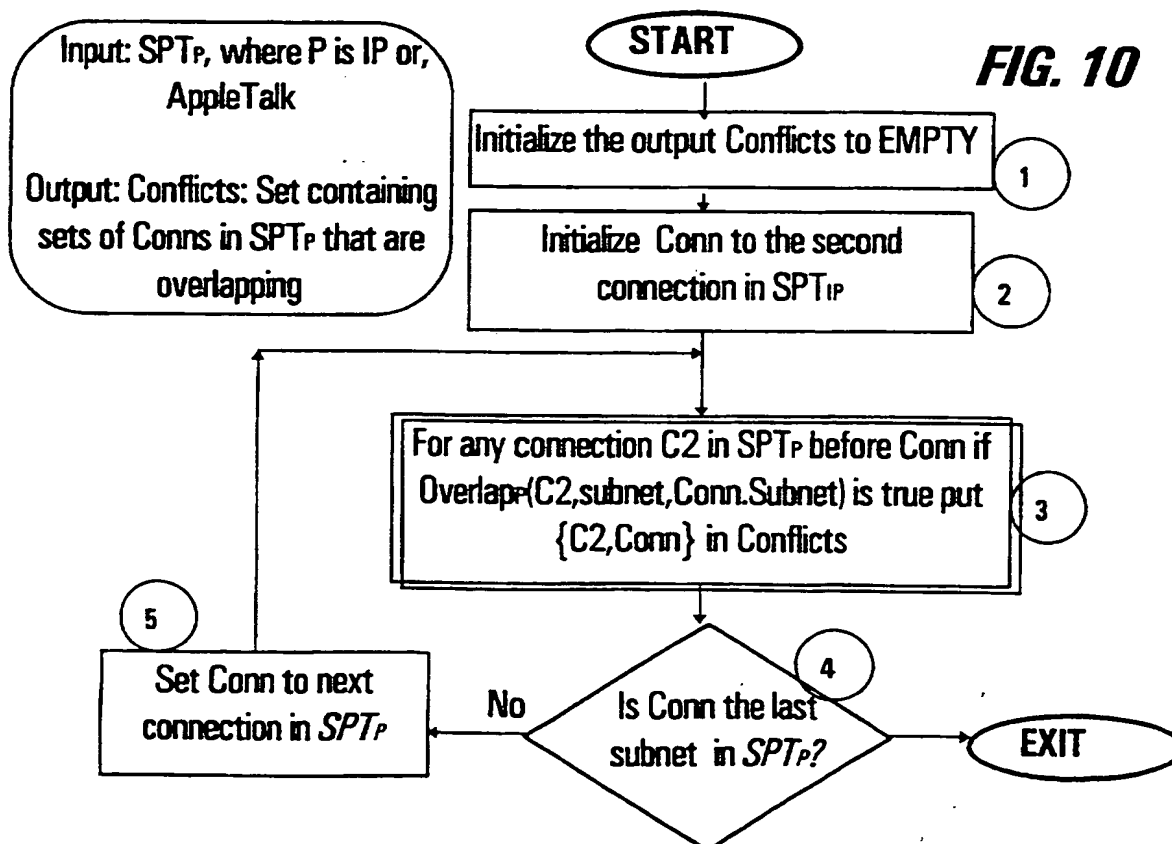 Input: SPTP, where P is IP or,
AppleTalk
Output: Conflicts: Set containing
sets of Conns in SPTP that are
overlapping
START
FIG. 10
Initialize the output Conflicts to EMPTY
1
Initialize Conn to the second
connection in SPTIP
2
For any connection C2 in SPTP before Conn if
OverlapP(C2,subnet,Conn.Subnet) is true put
{C2,Conn} in Conflicts
3
4
Is Conn the last
subnet in SPTP?
No
5
Set Conn to next
connection in SPTP
EXIT